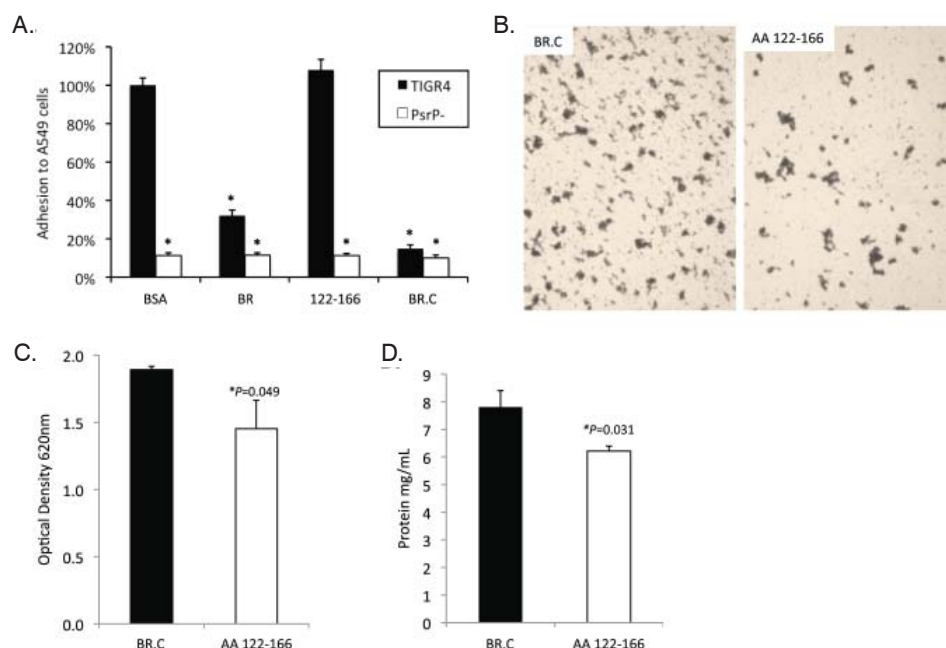 A.
120%
100%
80%
60%
40%
20%
0%
Adhesion to A549 cells
TIGR4
PsrP-
*
*
*
*
*
*
BSA
BR
122-166
BR.C
B.
BR.C
AA 122-166
C.
2.0
1.5
1.0
0.5
0.0
Optical Density 620nm
*P=0.049
BR.C
AA 122-166
D.
9
8
7
6
5
4
3
2
1
0
Protein mg/mL
*P=0.031
BR.C
AA 122-166